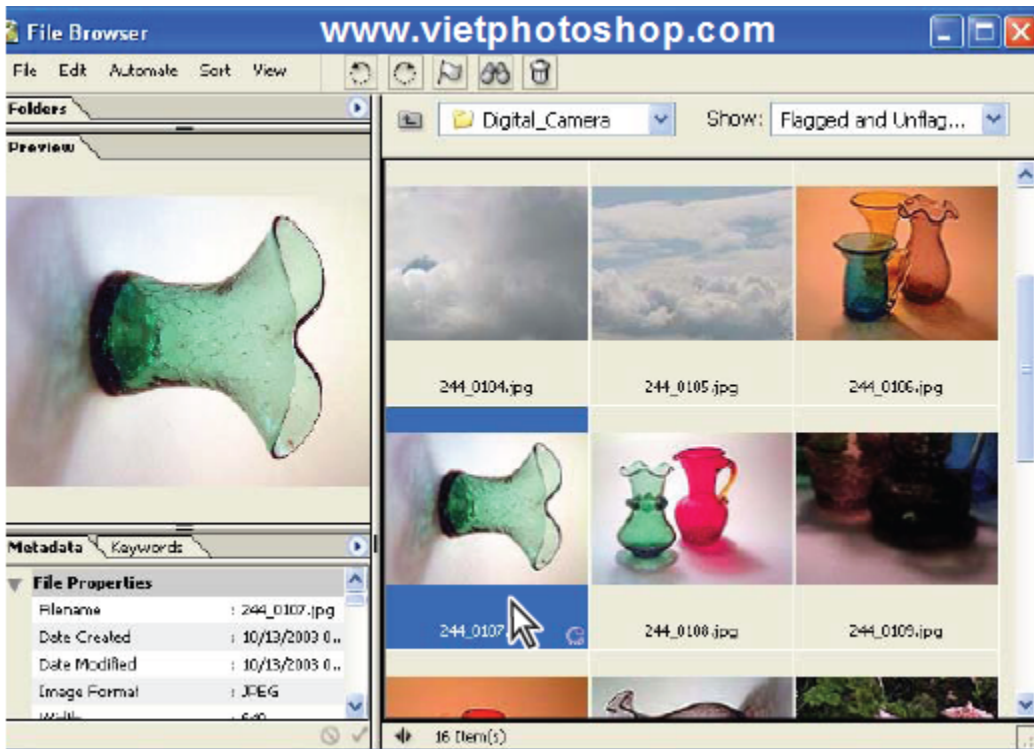 File Browser
www.vietphotoshop.com
File Edit Automate Sort View
Folders
Digital_Camera
Show: Flagged and Unflag...
Preview
244_0104.jpg
244_0105.jpg
244_0106.jpg
244_0107
244_0108.jpg
244_0109.jpg
Metadata Keywords
File Properties
Filename : 244_0107.jpg
Date Created : 10/13/2003 0..
Date Modified : 10/13/2003 0..
Image Format : JPEG
16 Item(s)